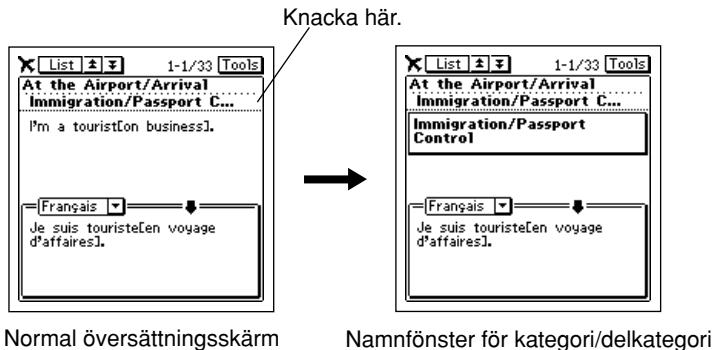 Knacka här.
List 1-1/33 Tools
At the Airport/Arrival
Immigration/Passport C...
I'm a tourist[on business].
Français
Je suis touriste[en voyage
d'affaires].
Normal översättningsskärm
List 1-1/33 Tools
At the Airport/Arrival
Immigration/Passport C...
Immigration/Passport
Control
Français
Je suis touriste[en voyage
d'affaires].
Namnfönster för kategori/delkategori